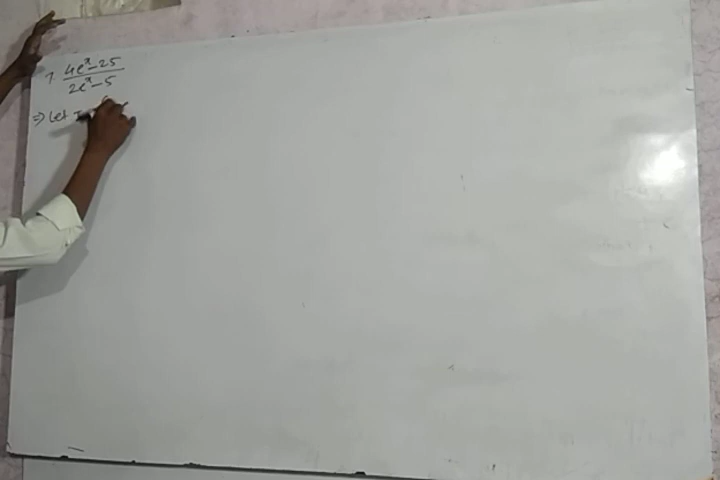 7. (4e^x - 25)/(2e^x - 5)
⇒ Let I